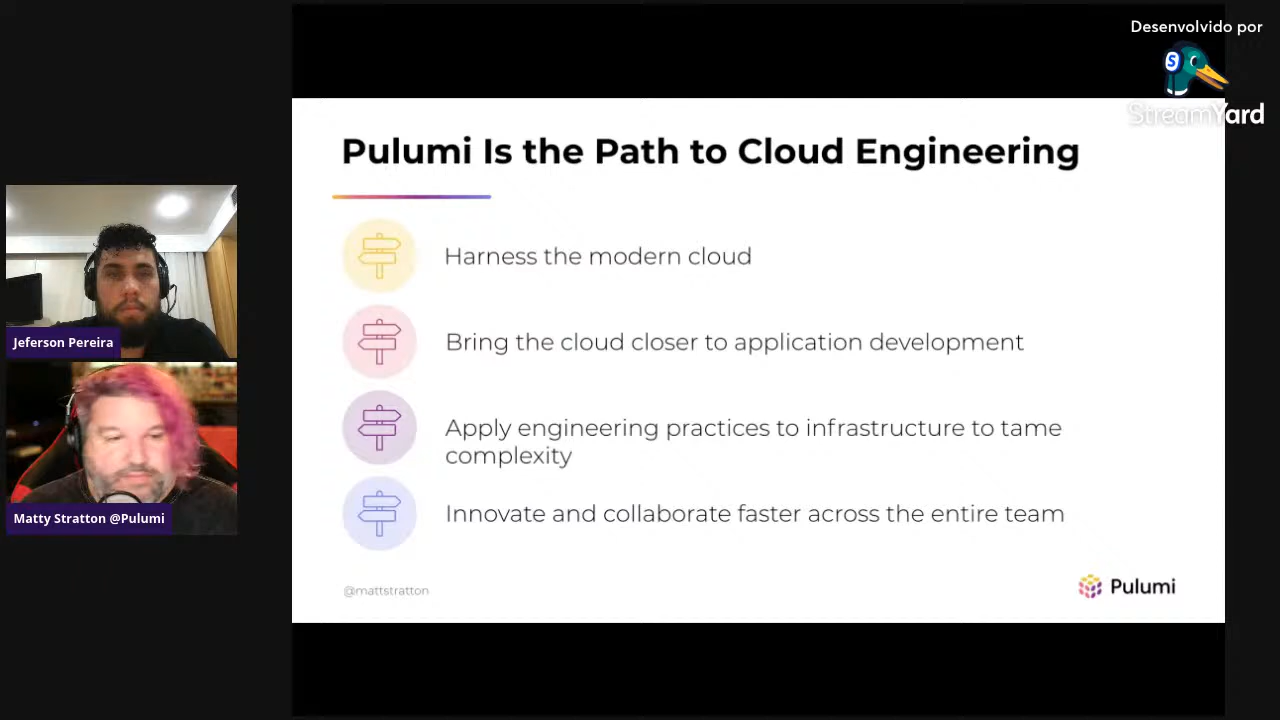 Desenvolvido por
StreamYard
Pulumi Is the Path to Cloud Engineering
Harness the modern cloud
Bring the cloud closer to application development
Apply engineering practices to infrastructure to tame
complexity
Innovate and collaborate faster across the entire team
@mattstratton
Pulumi
Jeferson Pereira
Matty Stratton @Pulumi